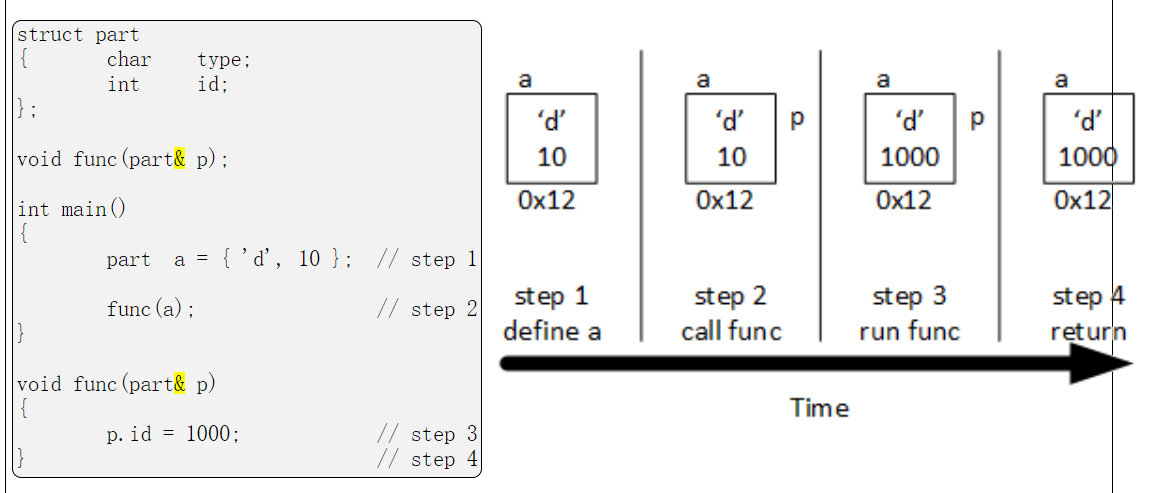 struct part
{ char type;
int id;
};
void func(part& p);
int main()
{
part a = { 'd', 10 }; // step 1
func(a); // step 2
}
void func(part& p)
{
p.id = 1000; // step 3
} // step 4
a a a a
‘d’ ‘d’ p ‘d’ p ‘d’
10 10 1000 1000
0x12 0x12 0x12 0x12
step 1 step 2 step 3 step 4
define a call func run func return
Time